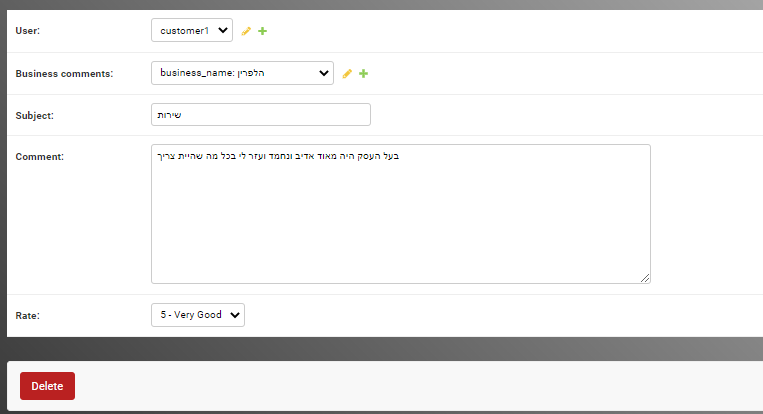 User: customer1
Business comments: business_name: הלפרין
Subject: שירות
Comment: בעל העסק היה מאוד אדיב ונחמד ועזר לי בכל מה שהיית צריך
Rate: 5 - Very Good
Delete